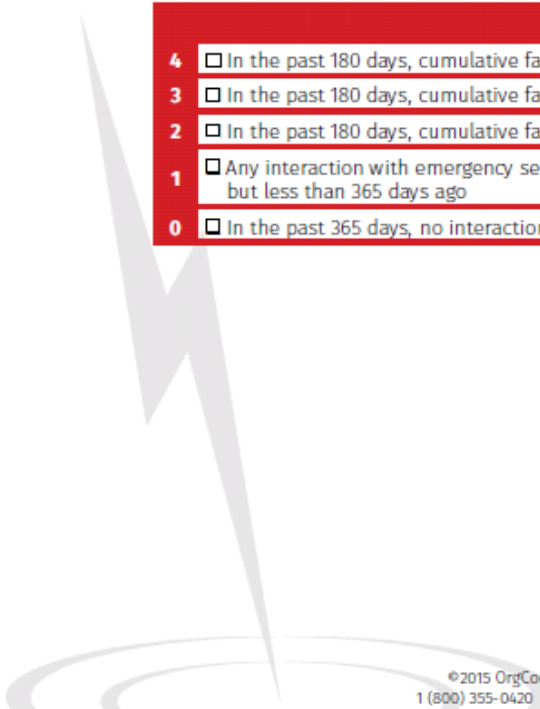 4 In the past 180 days, cumulative fa
3 In the past 180 days, cumulative fa
2 In the past 180 days, cumulative fa
1 Any interaction with emergency se
but less than 365 days ago
0 In the past 365 days, no interaction
©2015 OrgCo
1 (800) 355-0420